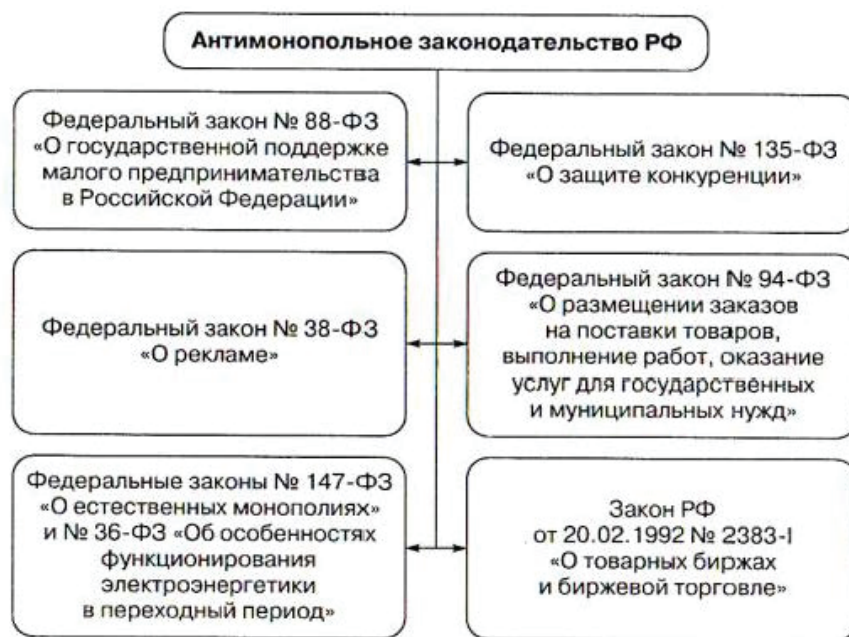 Антимонопольное законодательство РФ
Федеральный закон № 88-ФЗ
«О государственной поддержке
малого предпринимательства
в Российской Федерации»
Федеральный закон № 135-ФЗ
«О защите конкуренции»
Федеральный закон № 38-ФЗ
«О рекламе»
Федеральный закон № 94-ФЗ
«О размещении заказов
на поставки товаров,
выполнение работ, оказание
услуг для государственных
и муниципальных нужд»
Федеральные законы № 147-ФЗ
«О естественных монополиях»
и № 36-ФЗ «Об особенностях
функционирования
электроэнергетики
в переходный период»
Закон РФ
от 20.02.1992 № 2383-I
«О товарных биржах
и биржевой торговле»